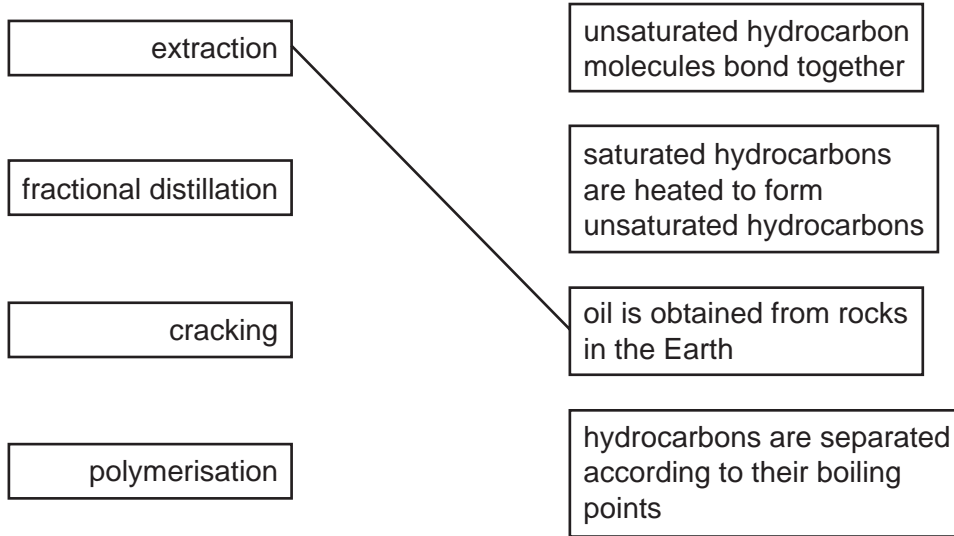 extraction
fractional distillation
cracking
polymerisation
unsaturated hydrocarbon
molecules bond together
saturated hydrocarbons
are heated to form
unsaturated hydrocarbons
oil is obtained from rocks
in the Earth
hydrocarbons are separated
according to their boiling
points